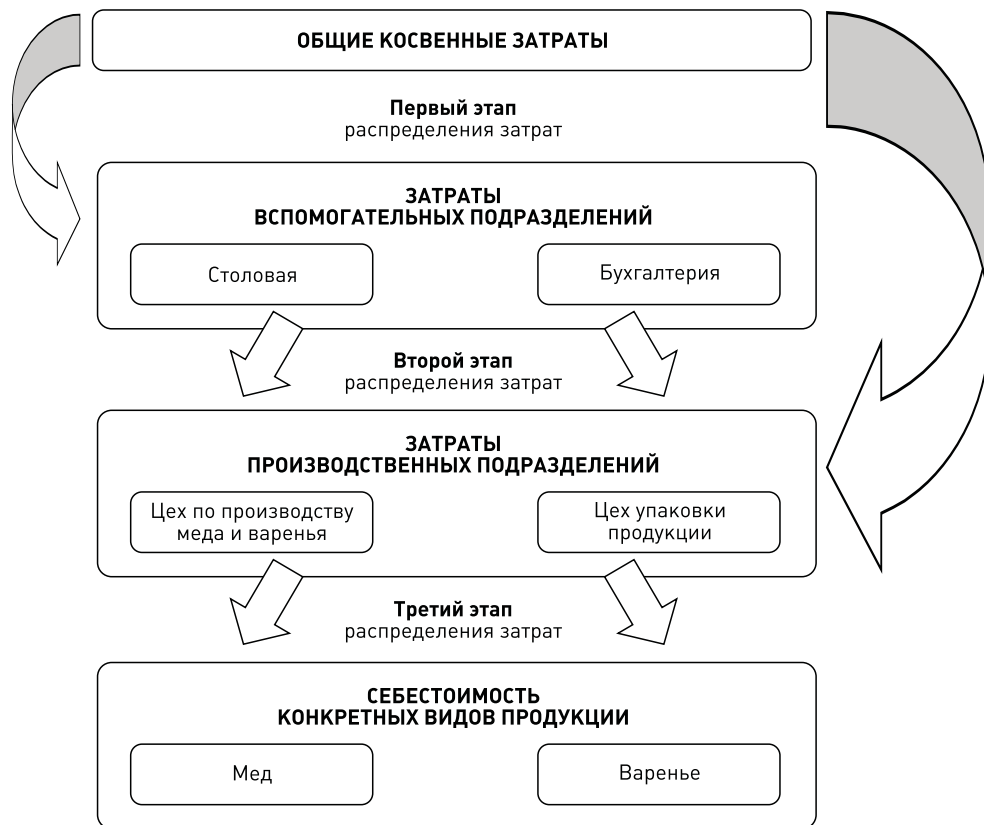 ОБЩИЕ КОСВЕННЫЕ ЗАТРАТЫ
Первый этап
распределения затрат
ЗАТРАТЫ
ВСПОМОГАТЕЛЬНЫХ ПОДРАЗДЕЛЕНИЙ
Столовая
Бухгалтерия
Второй этап
распределения затрат
ЗАТРАТЫ
ПРОИЗВОДСТВЕННЫХ ПОДРАЗДЕЛЕНИЙ
Цех по производству
меда и варенья
Цех упаковки
продукции
Третий этап
распределения затрат
СЕБЕСТОИМОСТЬ
КОНКРЕТНЫХ ВИДОВ ПРОДУКЦИИ
Мед
Варенье